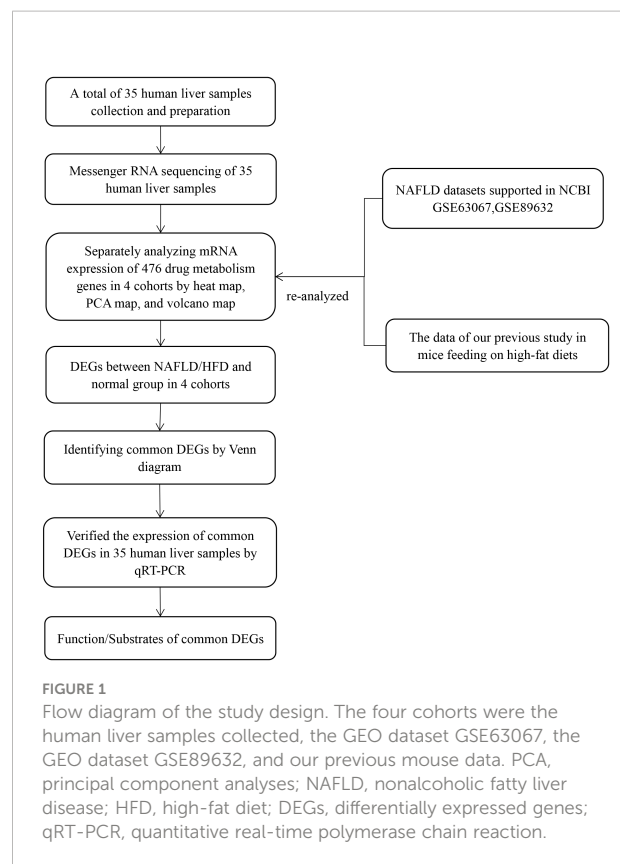 A total of 35 human liver samples
collection and preparation
Messenger RNA sequencing of 35
human liver samples
NAFLD datasets supported in NCBI
GSE63067,GSE89632
Separately analyzing mRNA
expression of 476 drug metabolism
genes in 4 cohorts by heat map,
PCA map, and volcano map
re-analyzed
The data of our previous study in
mice feeding on high-fat diets
DEGs between NAFLD/HFD and
normal group in 4 cohorts
Identifying common DEGs by Venn
diagram
Verified the expression of common
DEGs in 35 human liver samples by
qRT-PCR
Function/Substrates of common DEGs
FIGURE 1
Flow diagram of the study design. The four cohorts were the
human liver samples collected, the GEO dataset GSE63067, the
GEO dataset GSE89632, and our previous mouse data. PCA,
principal component analyses; NAFLD, nonalcoholic fatty liver
disease; HFD, high-fat diet; DEGs, differentially expressed genes;
qRT-PCR, quantitative real-time polymerase chain reaction.